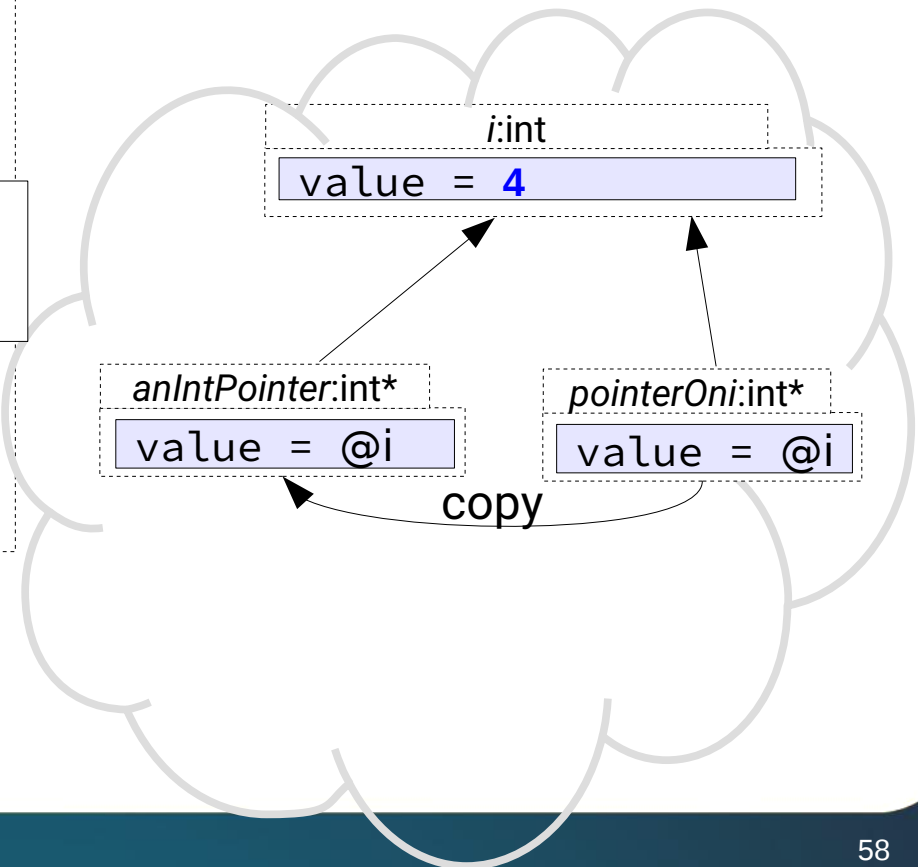 i:int
value = 4
anIntPointer:int*
pointerOni:int*
value = @i
value = @i
copy
58